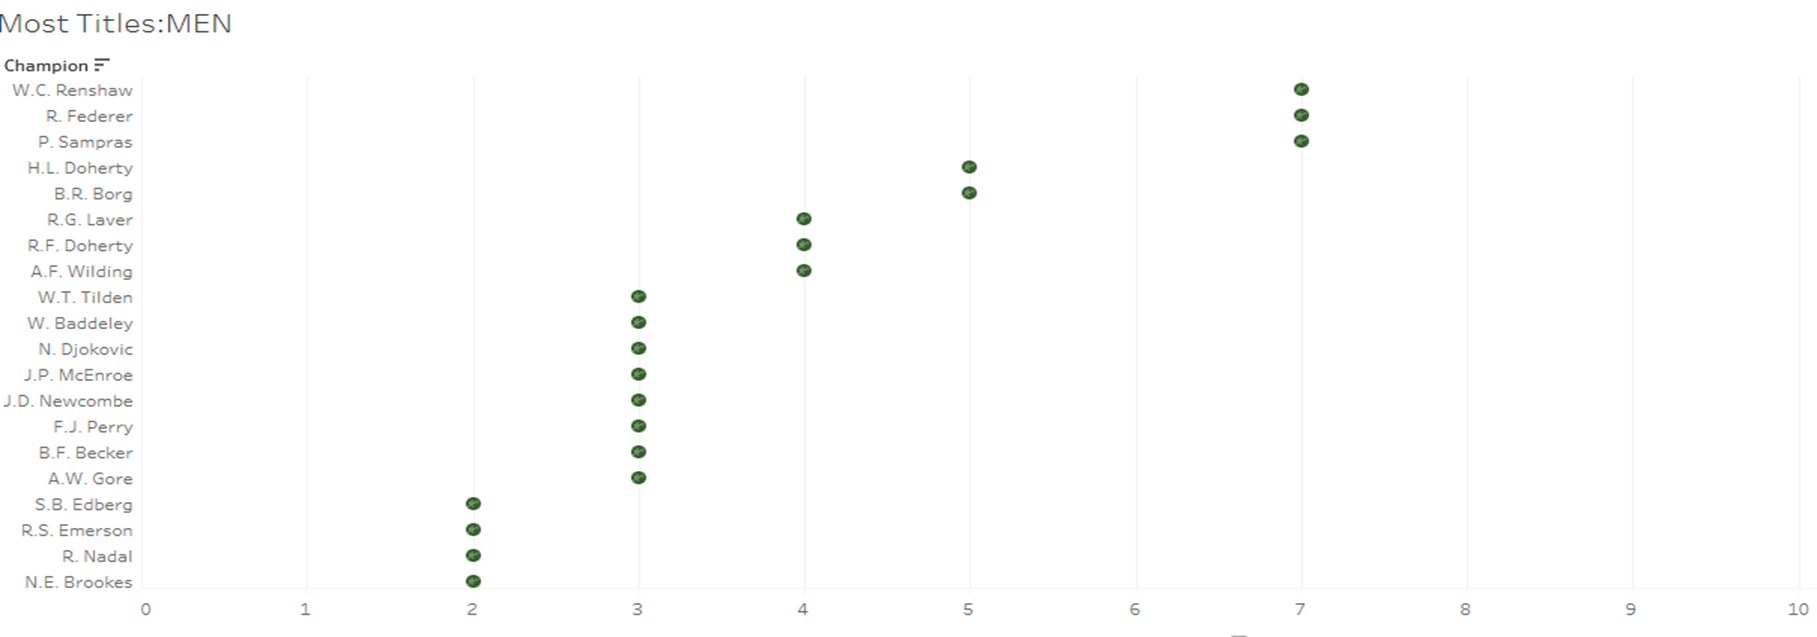 Most Titles:MEN
Champion
W.C. Renshaw
R. Federer
P. Sampras
H.L. Doherty
B.R. Borg
R.G. Laver
R.F. Doherty
A.F. Wilding
W.T. Tilden
W. Baddeley
N. Djokovic
J.P. McEnroe
J.D. Newcombe
F.J. Perry
B.F. Becker
A.W. Gore
S.B. Edberg
R.S. Emerson
R. Nadal
N.E. Brookes
0 1 2 3 4 5 6 7 8 9 10